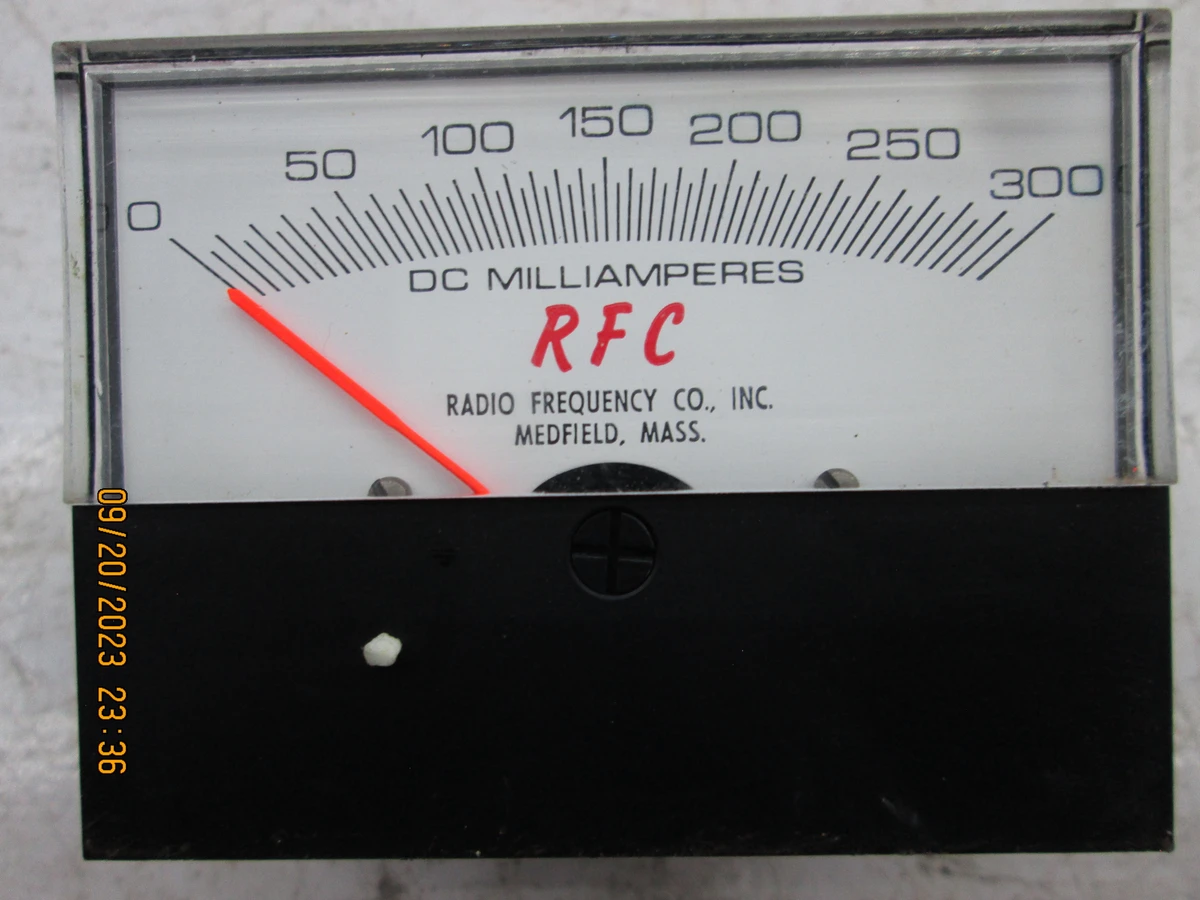 0 50 100 150 200 250 300
DC MILLIAMPERES
RFC
RADIO FREQUENCY CO., INC.
MEDFIELD, MASS.
09/20/2023 23:36